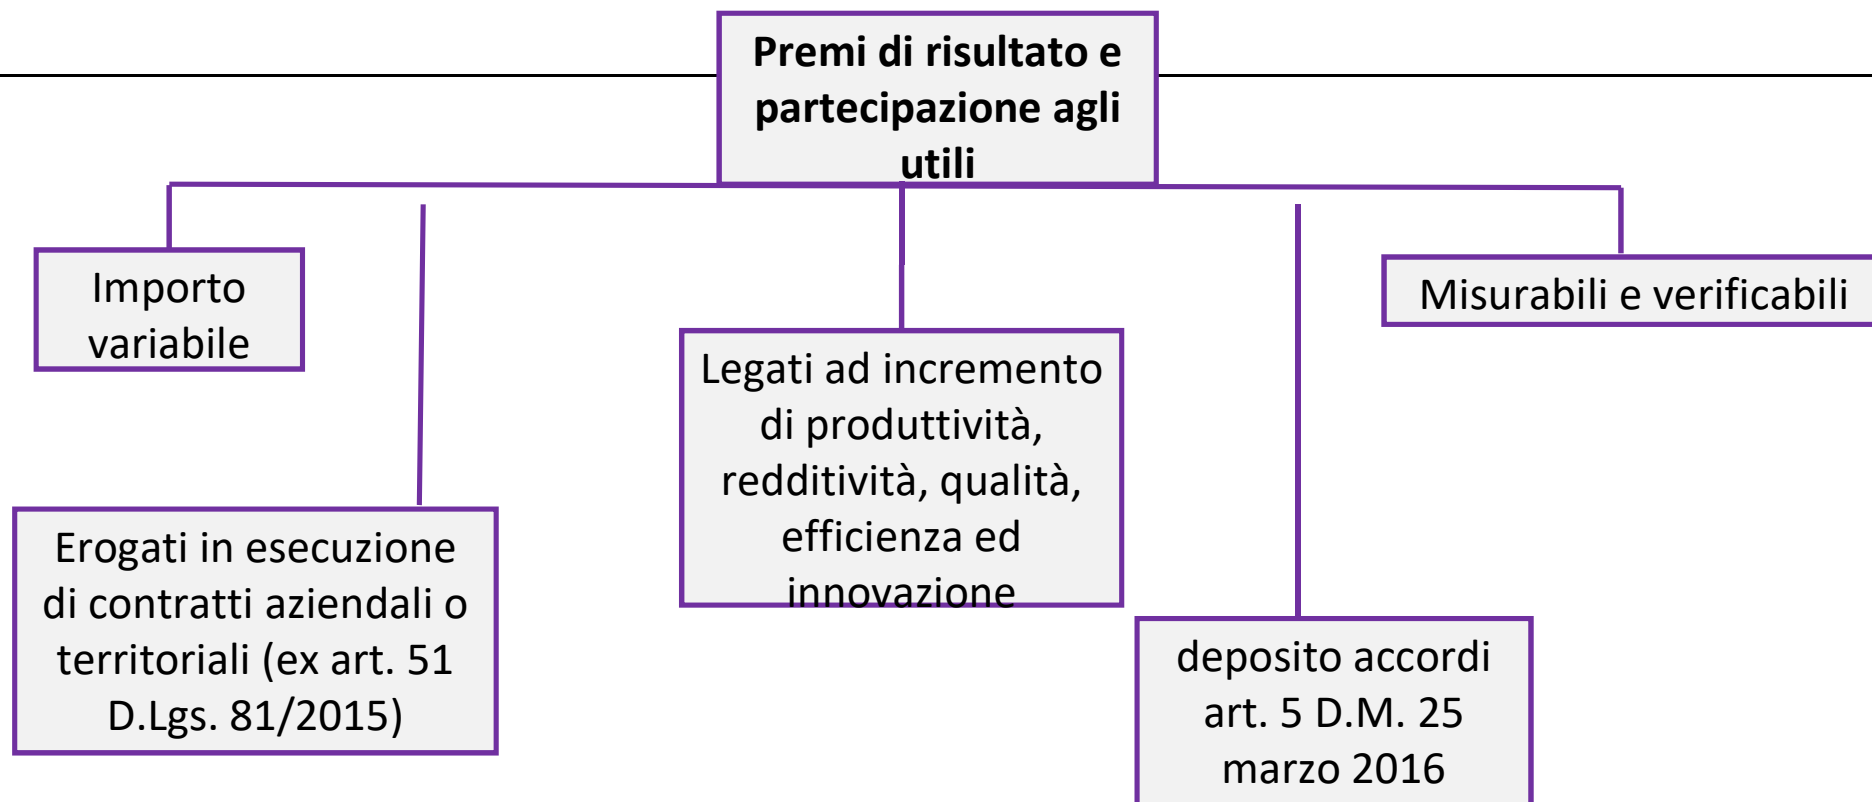 Premi di risultato e
partecipazione agli
utili
Importo
variabile
Misurabili e verificabili
Legati ad incremento
di produttività,
redditività, qualità,
efficienza ed
innovazione
Erogati in esecuzione
di contratti aziendali o
territoriali (ex art. 51
D.Lgs. 81/2015)
deposito accordi
art. 5 D.M. 25
marzo 2016